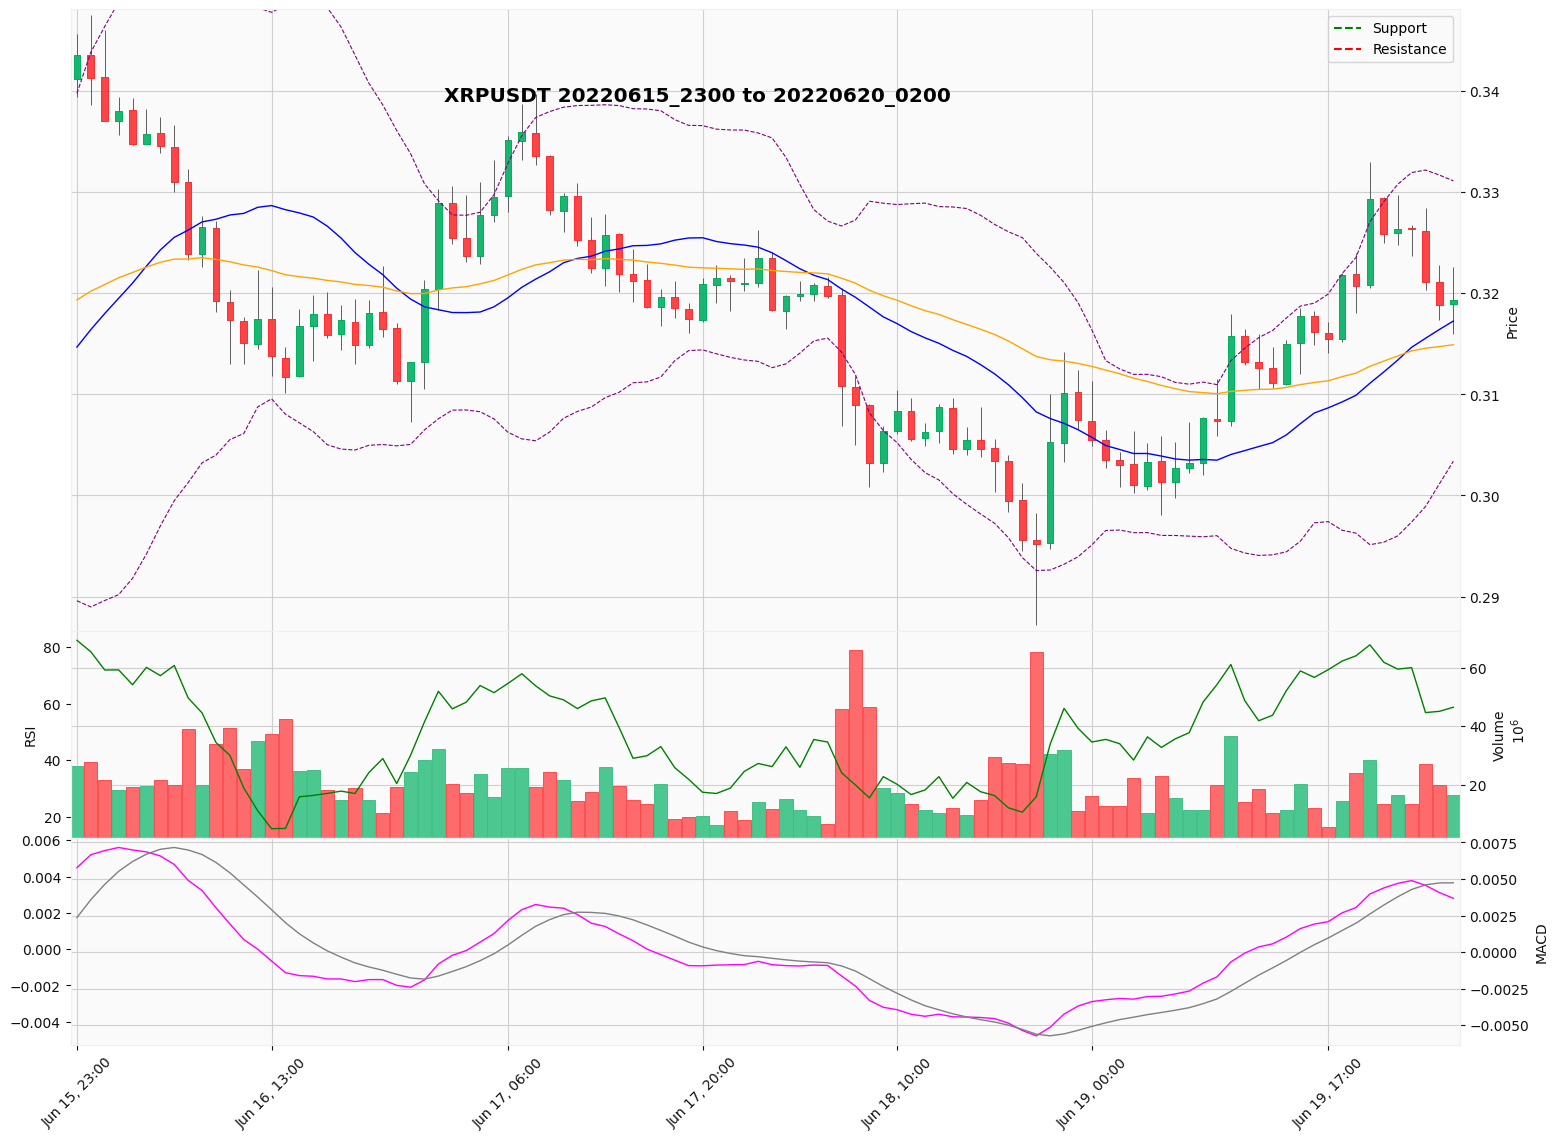 XRPUSDT 20220615_2300 to 20220620_0200
Support
Resistance
0.34
0.33
0.32
0.31
0.30
0.29
Price
80
60
40
20
RSI
60
40
20
Volume
10^6
0.006
0.004
0.002
0.000
−0.002
−0.004
0.0075
0.0050
0.0025
0.0000
−0.0025
−0.0050
MACD
Jun 15, 23:00
Jun 16, 13:00
Jun 17, 06:00
Jun 17, 20:00
Jun 18, 10:00
Jun 19, 00:00
Jun 19, 17:00